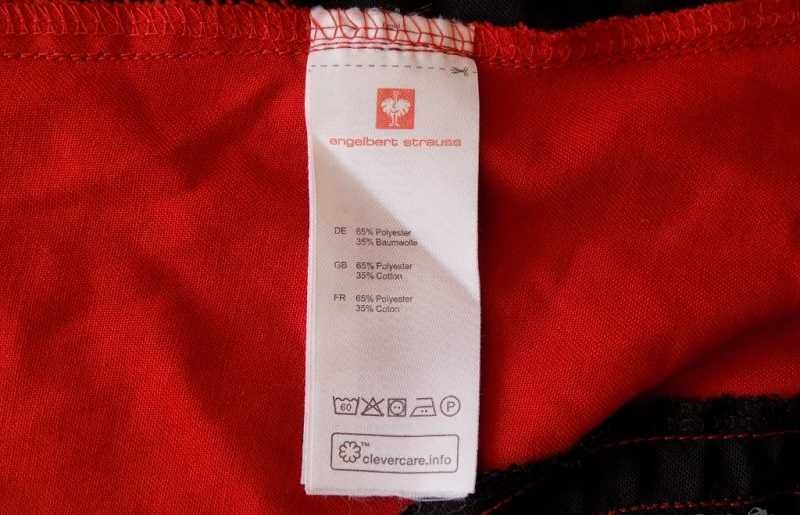 engelbert strauss
DE 65% Polyester
35% Baumwolle
GB 65% Polyester
35% Cotton
FR 65% Polyester
35% Coton
60 P
™
clevercare.info